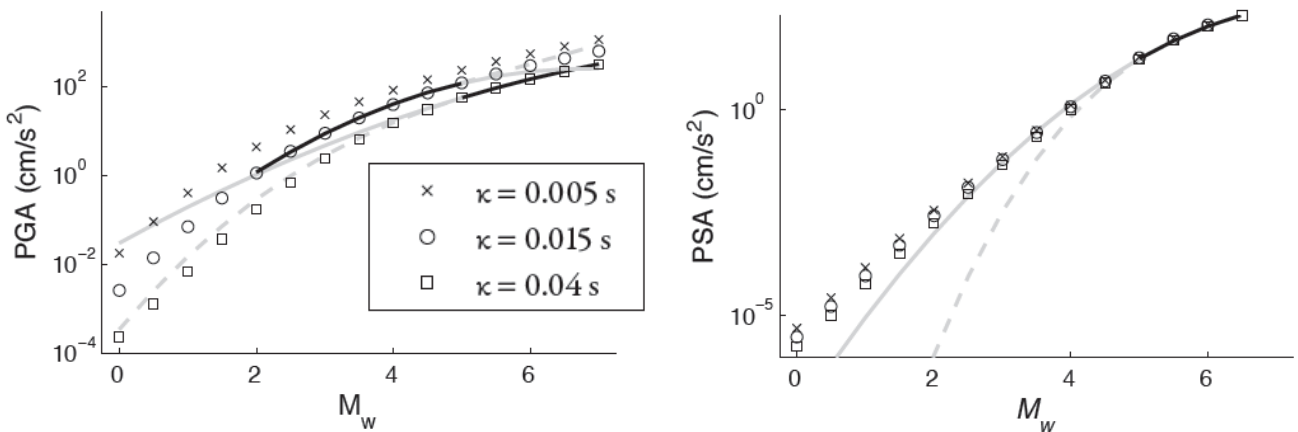 PGA (cm/s²)
10²
10⁰
10⁻²
10⁻⁴
0 2 4 6
M_w
× κ = 0.005 s
○ κ = 0.015 s
□ κ = 0.04 s
PSA (cm/s²)
10⁰
10⁻⁵
0 2 4 6
M_w